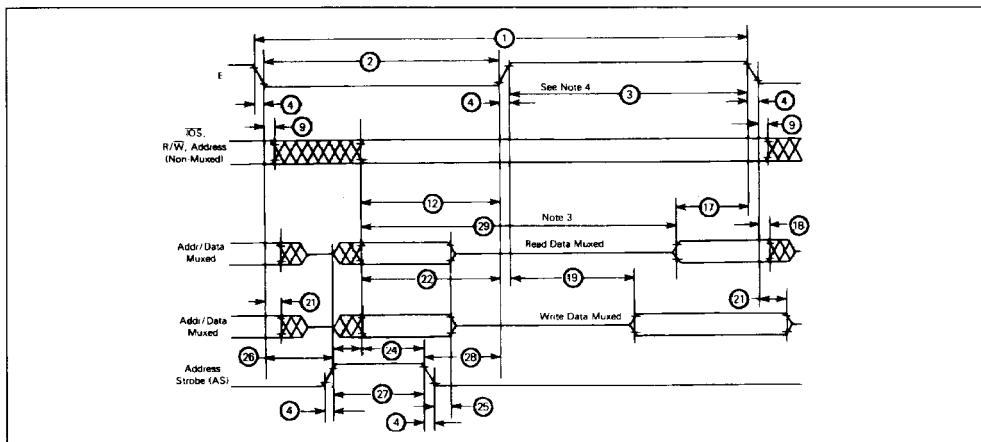 1
2
E
See Note 4
3
4
4
4
9
9
IOS,
R/W, Address
(Non-Muxed)
12
17
Note 3
29
18
Addr/Data
Muxed
Read Data Muxed
22
19
21
21
Addr/Data
Muxed
Write Data Muxed
26
24
28
Address
Strobe (AS)
27
4
25
4